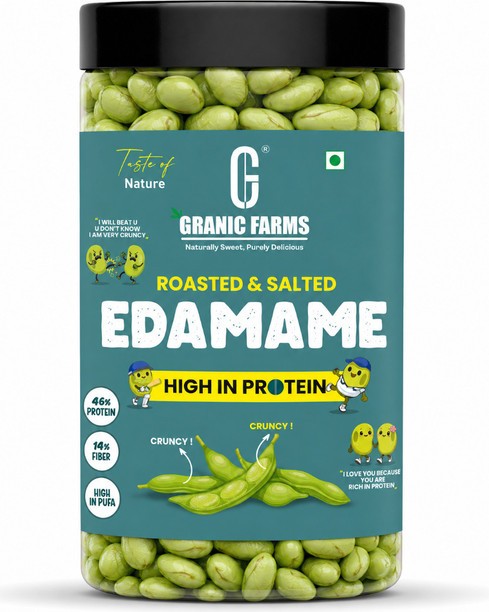 Taste of
Nature
G®
GRANIC FARMS
Naturally Sweet, Purely Delicious
"I WILL BEAT U
U DON'T KNOW
I AM VERY CRUNCY„
ROASTED & SALTED
EDAMAME
HIGH IN PROTEIN
46%
PROTEIN
14%
FIBER
HIGH
IN PUFA
CRUNCY !
CRUNCY !
"I LOVE YOU BECAUSE
YOU ARE
RICH IN PROTEIN„